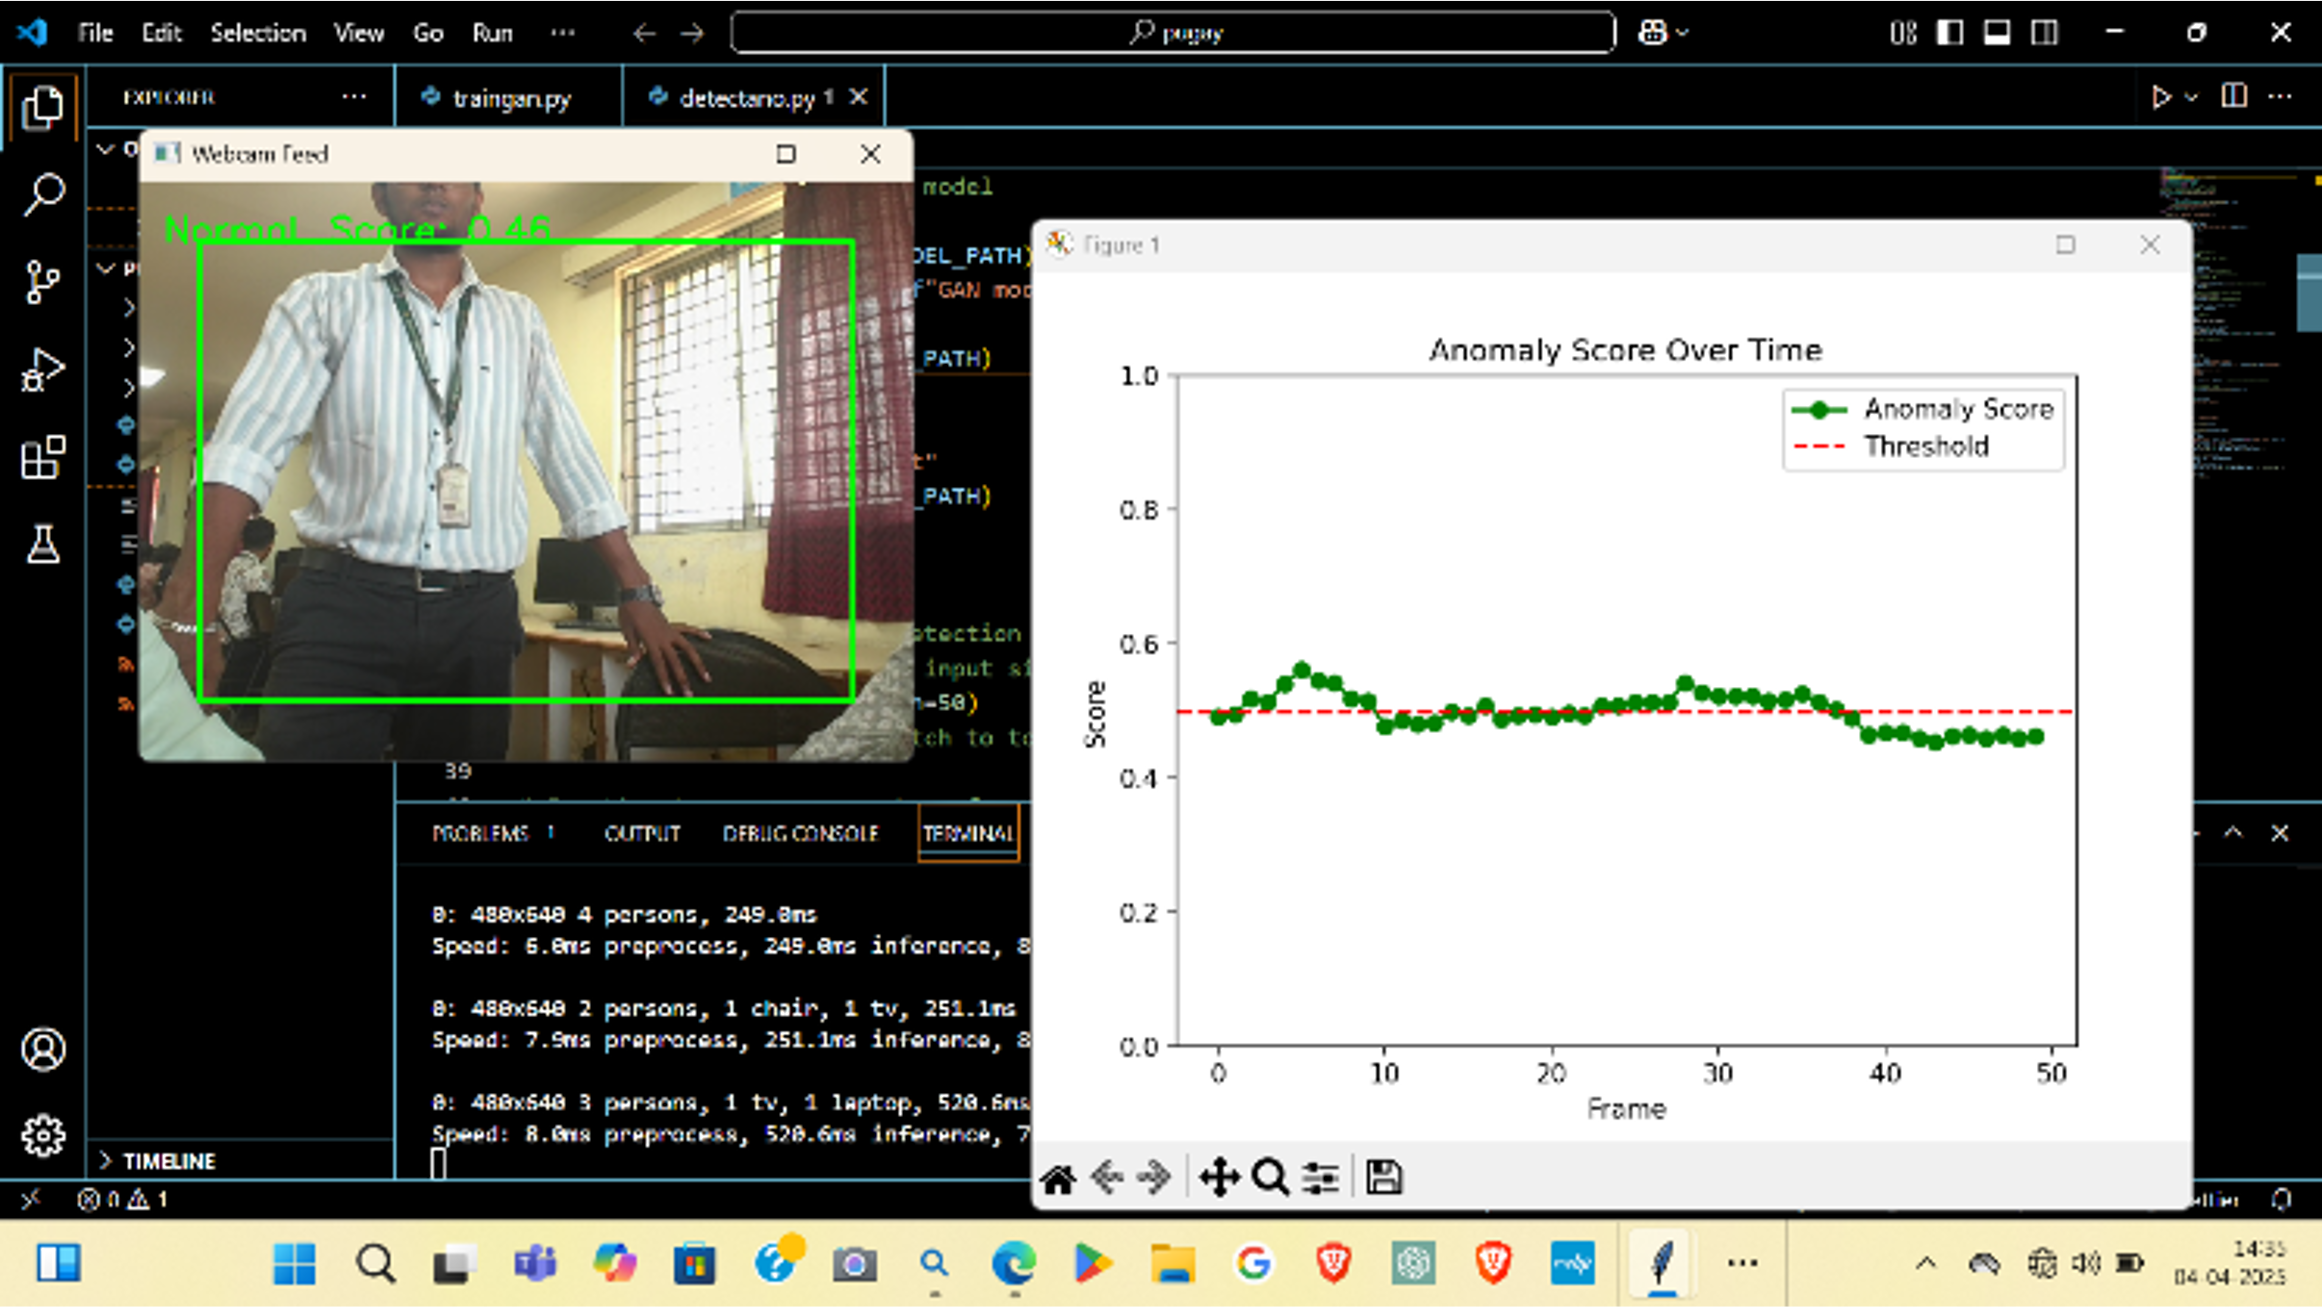 File Edit Selection View Go Run ...
pugay
EXPLORER ...
traingan.py
detectano.py 1
Webcam Feed
Normal Score: 0.46
model
DEL_PATH)
f"GAN mod
_PATH)
t"
_PATH)
etection
input si
n=50)
tch to to
39
Figure 1
Anomaly Score Over Time
Anomaly Score
Threshold
1.0
0.8
0.6
0.4
0.2
0.0
Score
0 10 20 30 40 50
Frame
PROBLEMS 1 OUTPUT DEBUG CONSOLE TERMINAL
0: 480x640 4 persons, 249.0ms
Speed: 6.0ms preprocess, 249.0ms inference, 8
0: 480x640 2 persons, 1 chair, 1 tv, 251.1ms
Speed: 7.9ms preprocess, 251.1ms inference, 8
0: 480x640 3 persons, 1 tv, 1 laptop, 520.6ms
Speed: 8.0ms preprocess, 520.6ms inference, 7
TIMELINE
0 1
ettier
14:35
04-04-2025